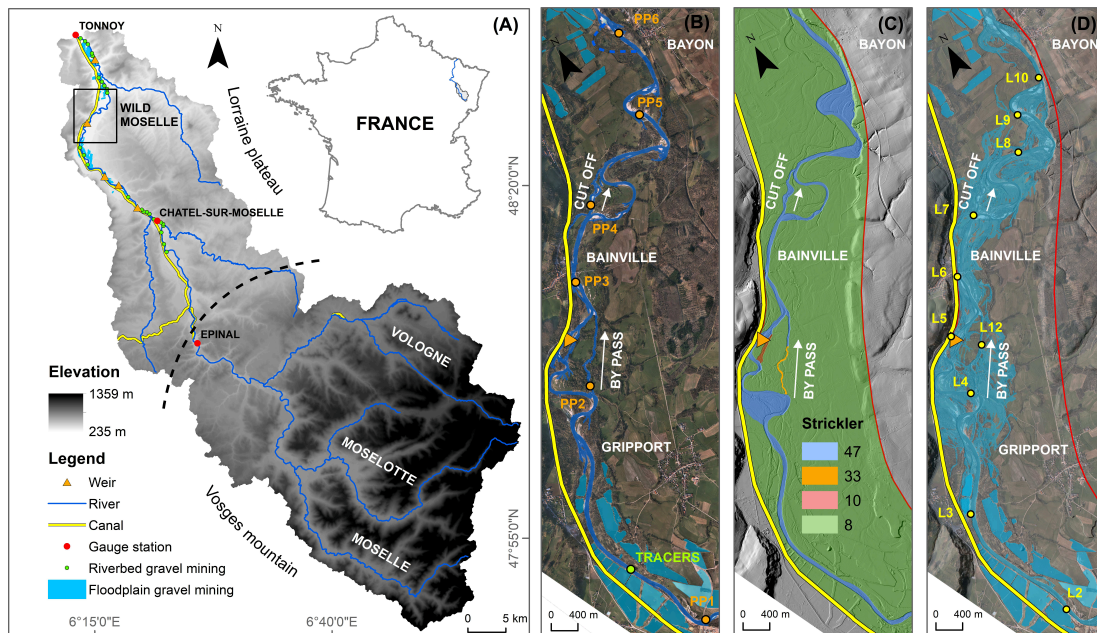 (A)
TONNOY
N
WILD
MOSELLE
Lorraine plateau
FRANCE
CHATEL-SUR-MOSELLE
EPINAL
VOLOGNE
MOSELOTTE
MOSELLE
Vosges mountain
Elevation
1359 m
235 m
Legend
Weir
River
Canal
Gauge station
Riverbed gravel mining
Floodplain gravel mining
0 5 km
6°15'0"E
6°40'0"E
48°20'0"N
47°55'0"N
(B)
N
PP6
BAYON
PP5
CUT OFF
PP4
BAINVILLE
PP3
BY PASS
PP2
GRIPPORT
TRACERS
PP1
0 400 m
(C)
N
BAYON
CUT OFF
BAINVILLE
BY PASS
Strickler
47
33
10
8
0 400 m
(D)
N
BAYON
L10
L9
L8
CUT OFF
L7
BAINVILLE
L6
L5
L12
BY PASS
L4
GRIPPORT
L3
L2
0 400 m